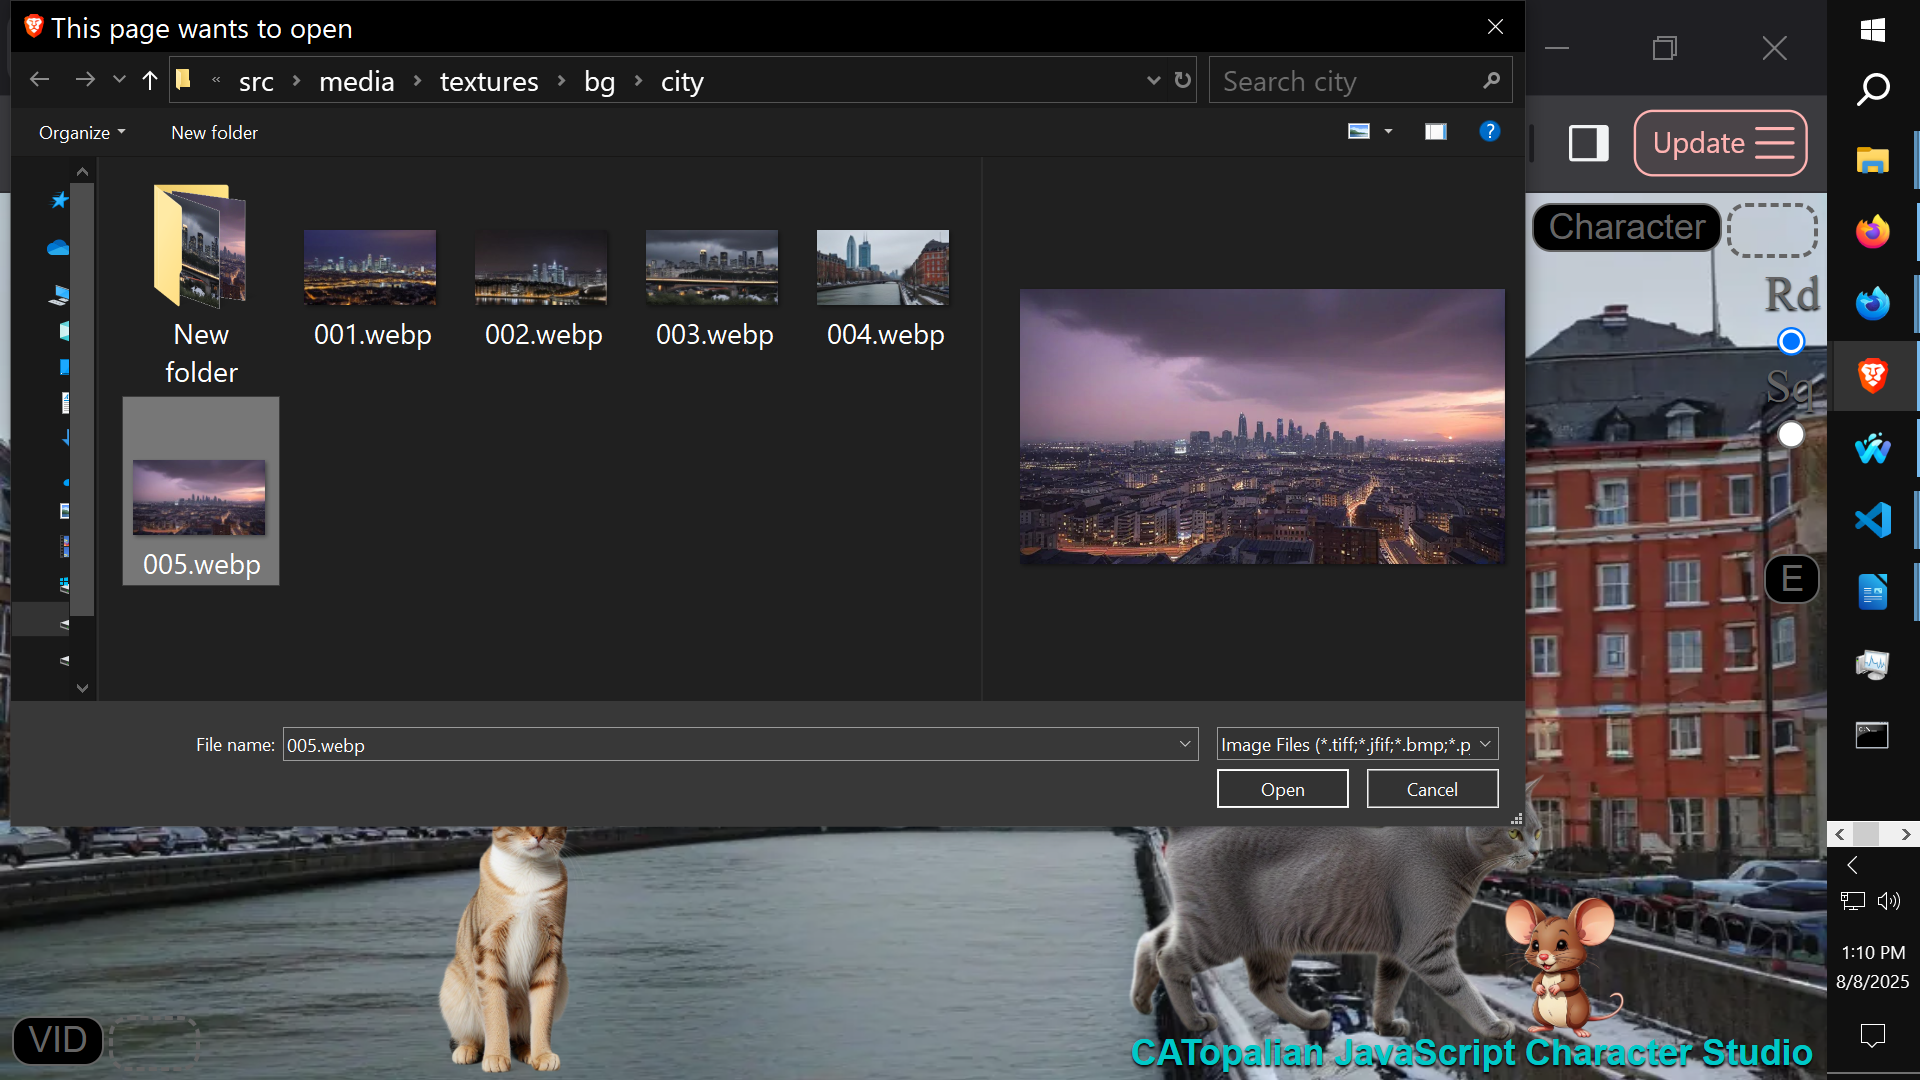 This page wants to open
« src > media > textures > bg > city
Search city
Organize
New folder
?
Update
Character
Rd
Sq
E
New folder
001.webp
002.webp
003.webp
004.webp
005.webp
File name:
005.webp
Image Files (*.tiff;*.jfif;*.bmp;*.p
Open
Cancel
VID
CATopalian JavaScript Character Studio
1:10 PM
8/8/2025